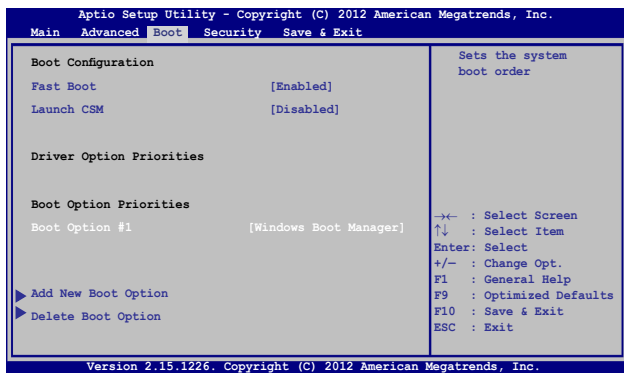 Aptio Setup Utility - Copyright (C) 2012 American Megatrends, Inc.
Main Advanced Boot Security Save & Exit
Boot Configuration
Fast Boot [Enabled]
Launch CSM [Disabled]
Driver Option Priorities
Boot Option Priorities
Boot Option #1 [Windows Boot Manager]
Add New Boot Option
Delete Boot Option
Sets the system
boot order
→← : Select Screen
↑↓ : Select Item
Enter: Select
+/— : Change Opt.
F1 : General Help
F9 : Optimized Defaults
F10 : Save & Exit
ESC : Exit
Version 2.15.1226. Copyright (C) 2012 American Megatrends, Inc.